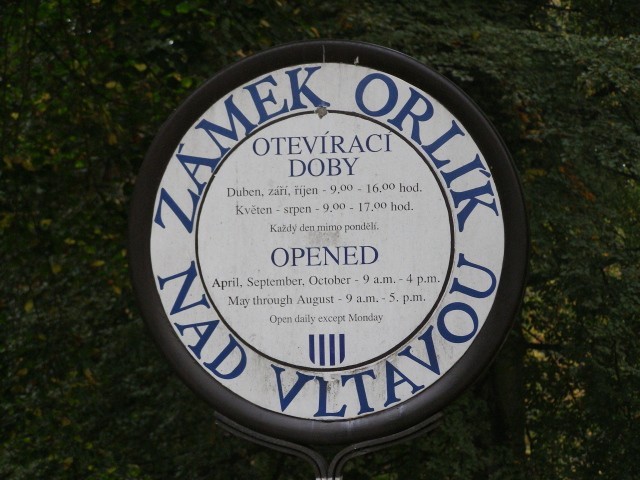 ZÁMEK ORLÍK
NAD VLTAVOU
OTEVÍRACÍ
DOBY
Duben, září, říjen - 9,00 - 16,00 hod.
Květen - srpen - 9,00 - 17,00 hod.
Každý den mimo pondělí.
OPENED
April, September, October - 9 a.m. - 4 p.m.
May through August - 9 a.m. - 5. p.m.
Open daily except Monday